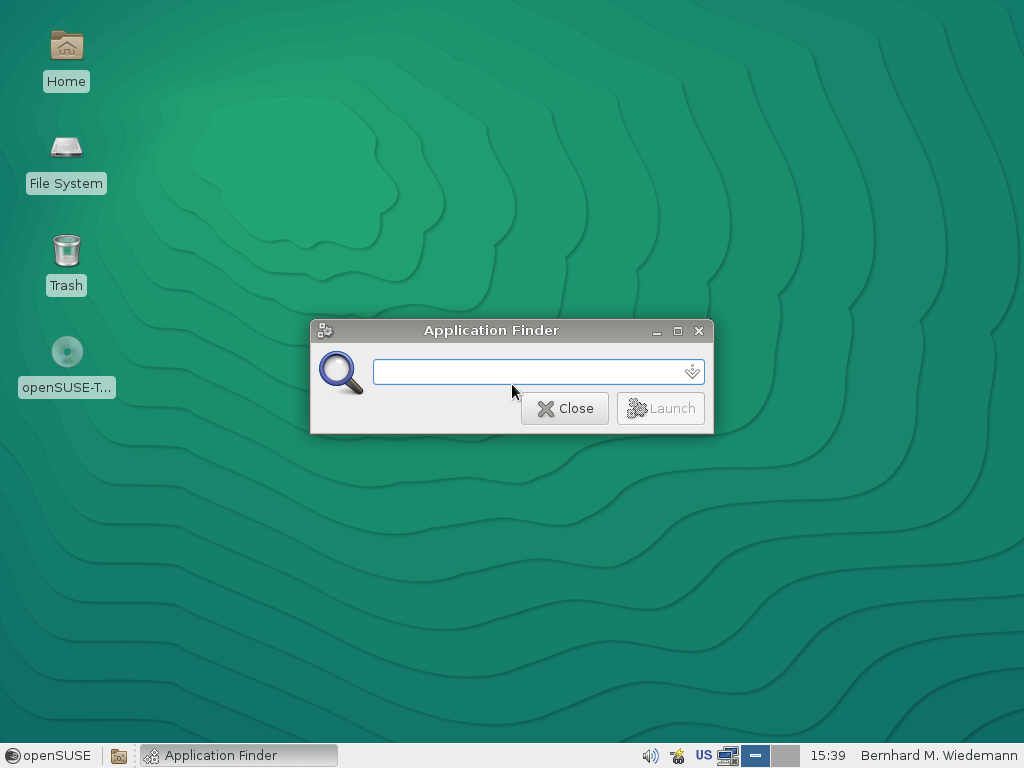 Home
File System
Trash
openSUSE-T...
Application Finder
Close
Launch
openSUSE
Application Finder
US
15:39
Bernhard M. Wiedemann